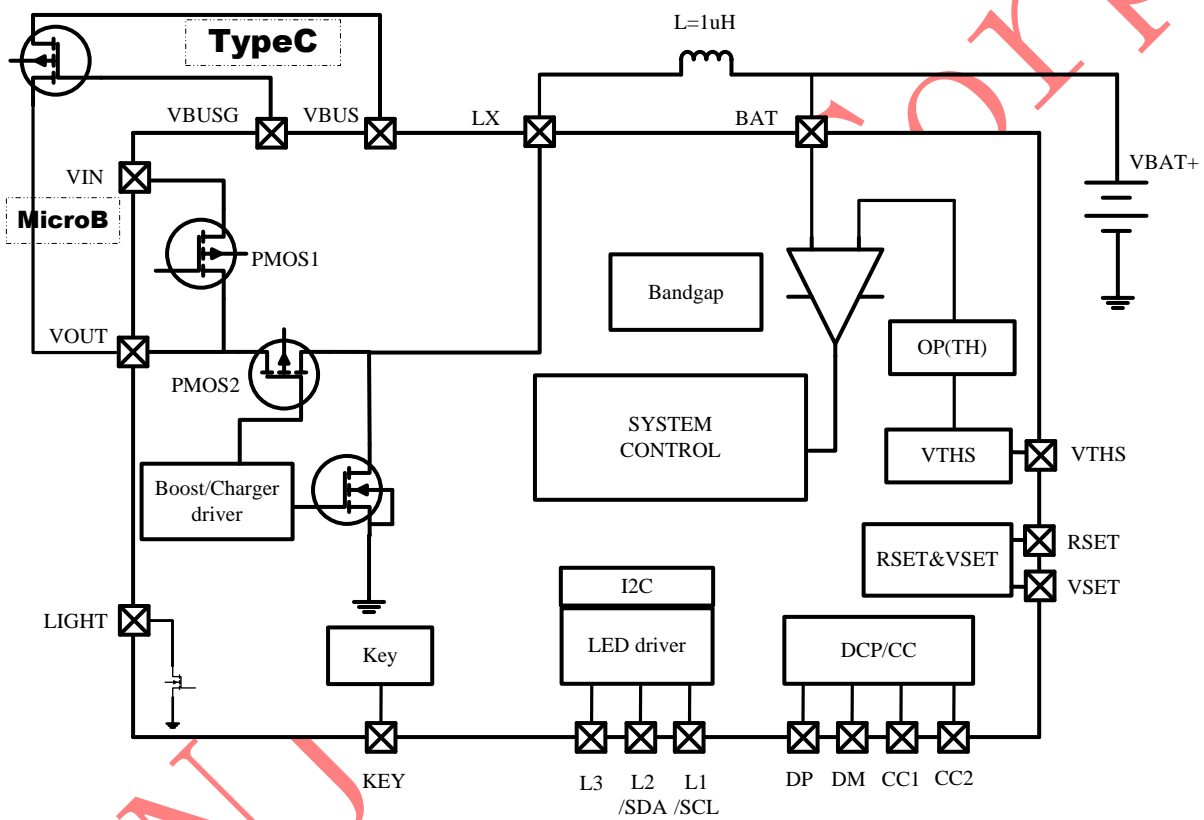 TypeC
L=1uH
VBUSG
VBUS
LX
BAT
VIN
VBAT+
MicroB
PMOS1
Bandgap
VOUT
OP(TH)
PMOS2
SYSTEM
CONTROL
VTHS
VTHS
Boost/Charger
driver
RSET
RSET&VSET
VSET
I2C
LIGHT
Key
LED driver
DCP/CC
KEY
L3
L2
/SDA
L1
/SCL
DP
DM
CC1
CC2